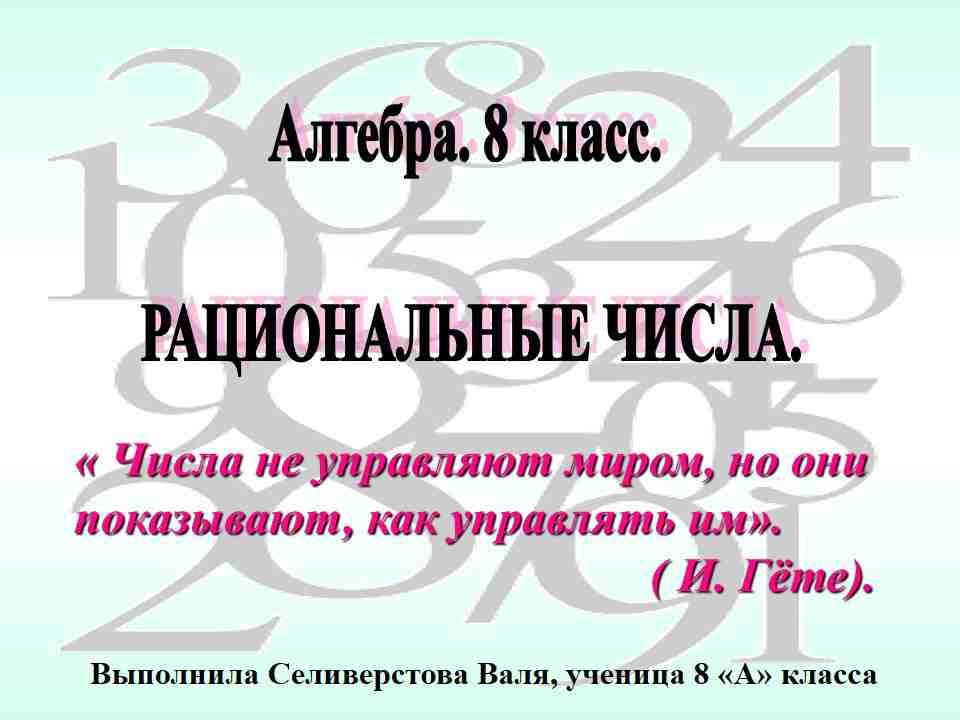 Алгебра. 8 класс.
РАЦИОНАЛЬНЫЕ ЧИСЛА.
« Числа не управляют миром, но они
показывают, как управлять им».
( И. Гёте).
Выполнила Селиверстова Валя, ученица 8 «А» класса